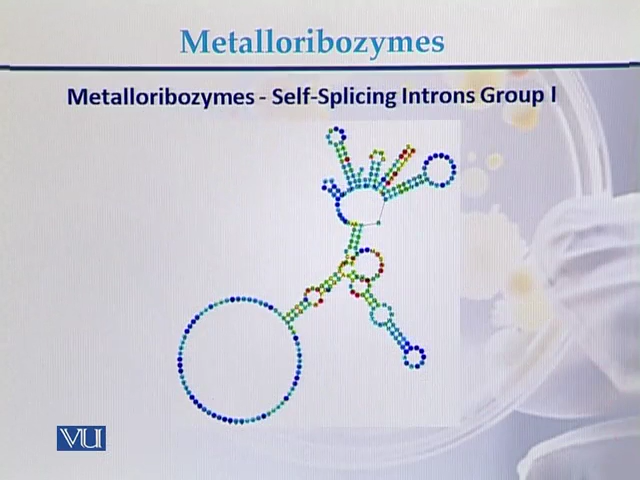 Metalloribozymes
Metalloribozymes - Self-Splicing Introns Group I
VU